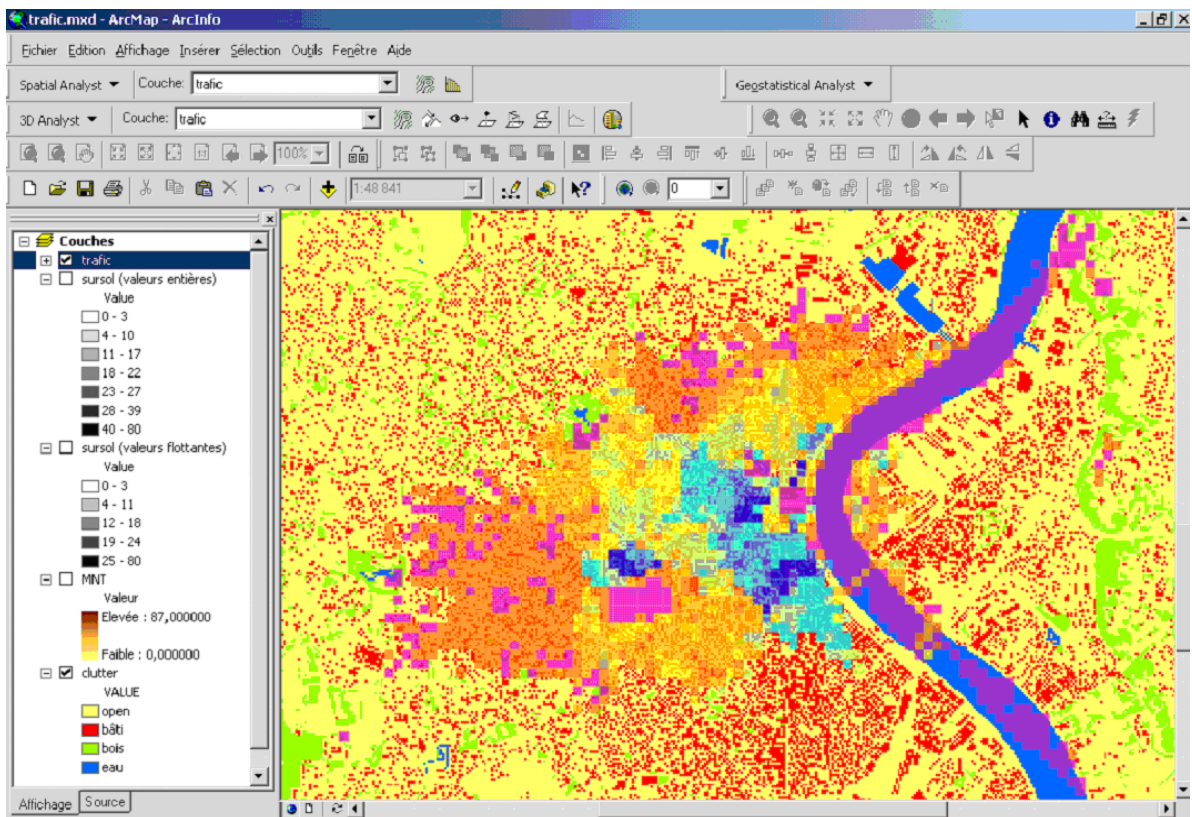 trafic.mxd - ArcMap - ArcInfo
Fichier Edition Affichage Insérer Sélection Outils Fenêtre Aide
Spatial Analyst Couche: trafic
Geostatistical Analyst
3D Analyst Couche: trafic
100%
1:48 841
0
Couches
trafic
sursol (valeurs entières)
Value
0 - 3
4 - 10
11 - 17
18 - 22
23 - 27
28 - 39
40 - 80
sursol (valeurs flottantes)
Value
0 - 3
4 - 11
12 - 18
19 - 24
25 - 80
MNT
Valeur
Elevée : 87,000000
Faible : 0,000000
clutter
VALUE
open
bâti
bois
eau
Affichage Source